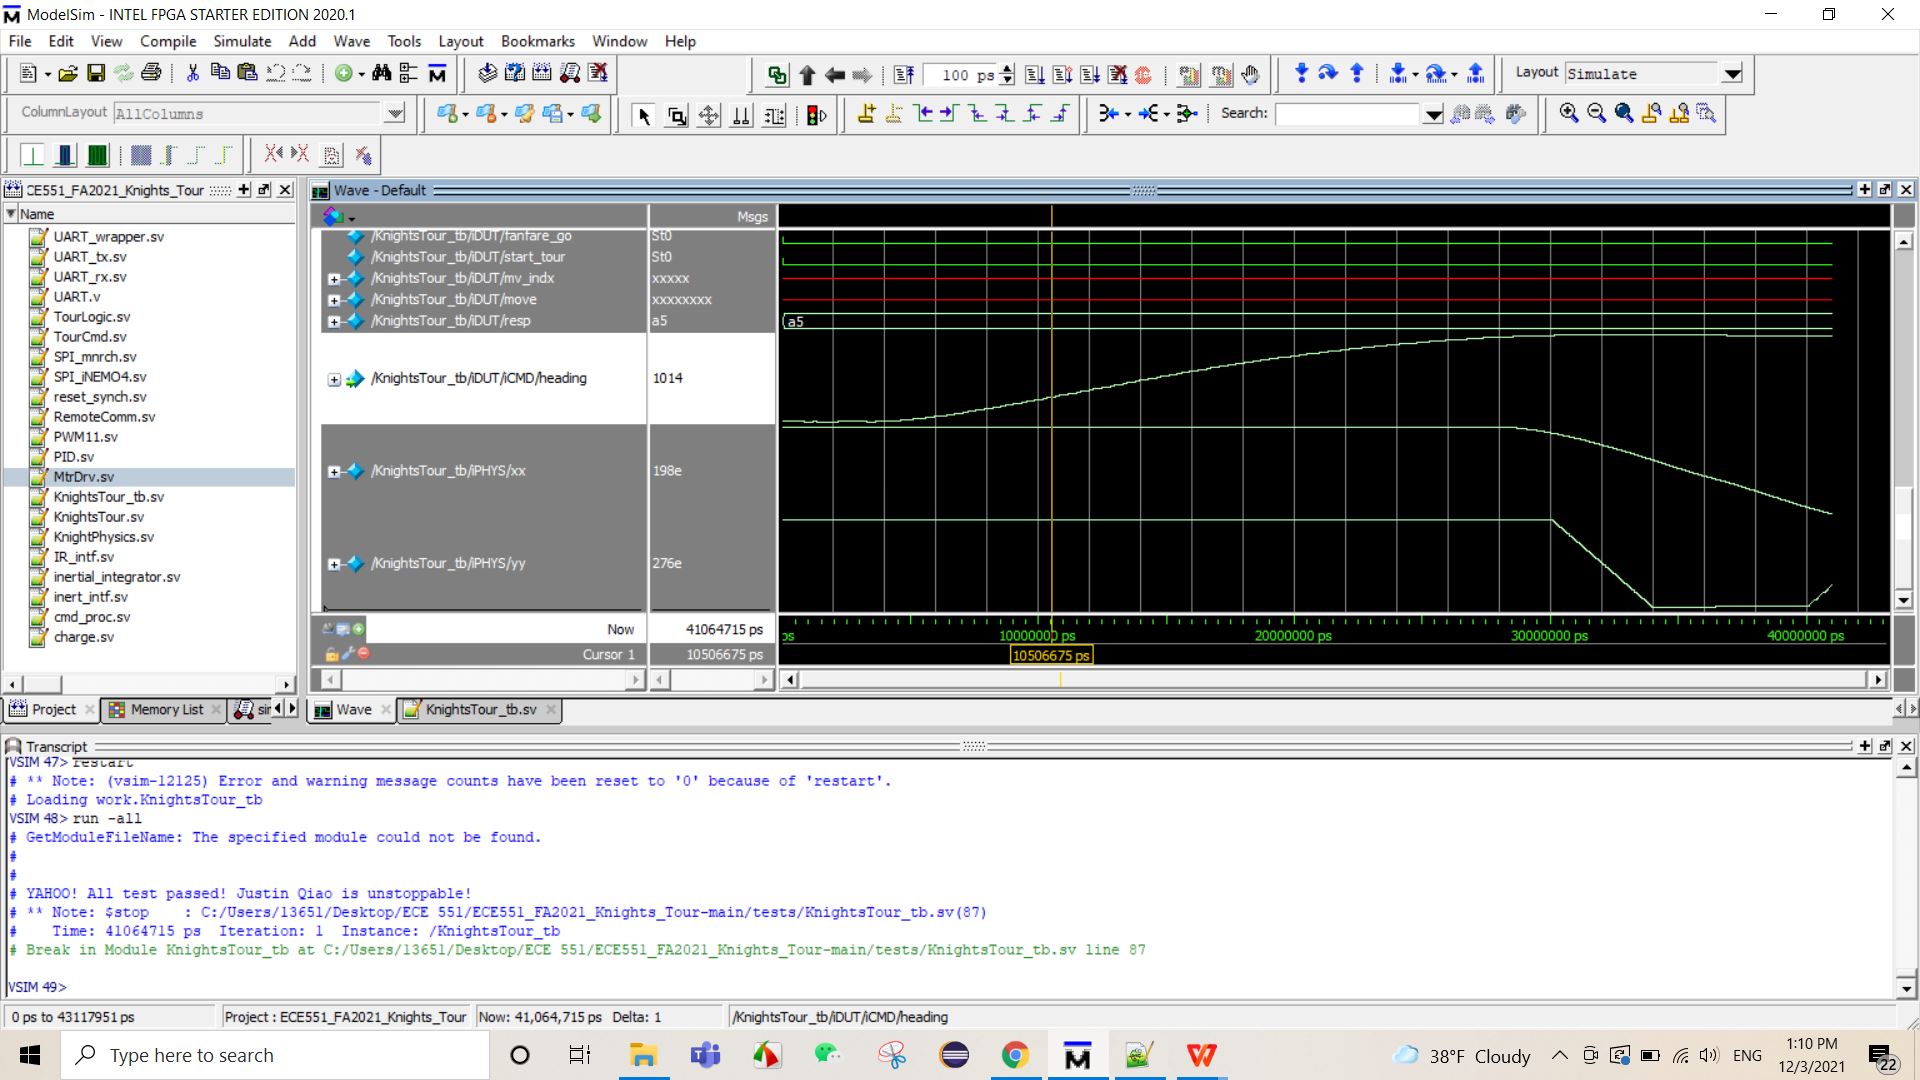 ModelSim - INTEL FPGA STARTER EDITION 2020.1
File Edit View Compile Simulate Add Wave Tools Layout Bookmarks Window Help
100 ps
Layout Simulate
ColumnLayout AllColumns
Search:
ECE551_FA2021_Knights_Tour
Name
UART_wrapper.sv
UART_tx.sv
UART_rx.sv
UART.v
TourLogic.sv
TourCmd.sv
SPI_mnrch.sv
SPI_iNEMO4.sv
reset_synch.sv
RemoteComm.sv
PWM11.sv
PID.sv
MtrDrv.sv
KnightsTour_tb.sv
KnightsTour.sv
KnightPhysics.sv
IR_intf.sv
inertial_integrator.sv
inert_intf.sv
cmd_proc.sv
charge.sv
Project
Memory List
sim
Wave - Default
Msgs
/KnightsTour_tb/iDUT/fanfare_go St0
/KnightsTour_tb/iDUT/start_tour St0
/KnightsTour_tb/iDUT/mv_indx xxxxx
/KnightsTour_tb/iDUT/move xxxxxxxx
/KnightsTour_tb/iDUT/resp a5 a5
/KnightsTour_tb/iDUT/iCMD/heading 1014
/KnightsTour_tb/iPHYS/xx 198e
/KnightsTour_tb/iPHYS/yy 276e
Now 41064715 ps ps 10000000 ps 20000000 ps 30000000 ps 40000000 ps
Cursor 1 10506675 ps 10506675 ps
Wave
KnightsTour_tb.sv
Transcript
VSIM 47> restart
# ** Note: (vsim-12125) Error and warning message counts have been reset to '0' because of 'restart'.
# Loading work.KnightsTour_tb
VSIM 48> run -all
# GetModuleFileName: The specified module could not be found.
#
#
# YAHOO! All test passed! Justin Qiao is unstoppable!
# ** Note: $stop    : C:/Users/13651/Desktop/ECE 551/ECE551_FA2021_Knights_Tour-main/tests/KnightsTour_tb.sv(87)
#    Time: 41064715 ps  Iteration: 1  Instance: /KnightsTour_tb
# Break in Module KnightsTour_tb at C:/Users/13651/Desktop/ECE 551/ECE551_FA2021_Knights_Tour-main/tests/KnightsTour_tb.sv line 87
VSIM 49>
0 ps to 43117951 ps Project : ECE551_FA2021_Knights_Tour Now: 41,064,715 ps Delta: 1 /KnightsTour_tb/iDUT/iCMD/heading
Type here to search
38°F Cloudy
ENG
1:10 PM
12/3/2021
22